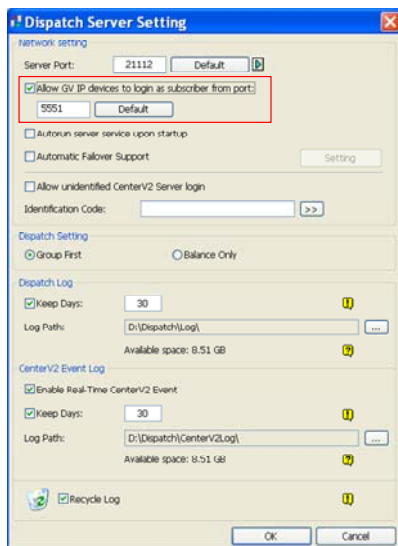 Dispatch Server Setting
Network setting
Server Port: 21112 Default
Allow GV IP devices to login as subscriber from port:
5551 Default
Autorun server service upon startup
Automatic Failover Support Setting
Allow unidentified CenterV2 Server login
Identification Code: >>
Dispatch Setting
Group First Balance Only
Dispatch Log
Keep Days: 30
Log Path: D:\Dispatch\Log\ ...
Available space: 8.51 GB
CenterV2 Event Log
Enable Real-Time CenterV2 Event
Keep Days: 30
Log Path: D:\Dispatch\CenterV2Log\ ...
Available space: 8.51 GB
Recycle Log
OK Cancel